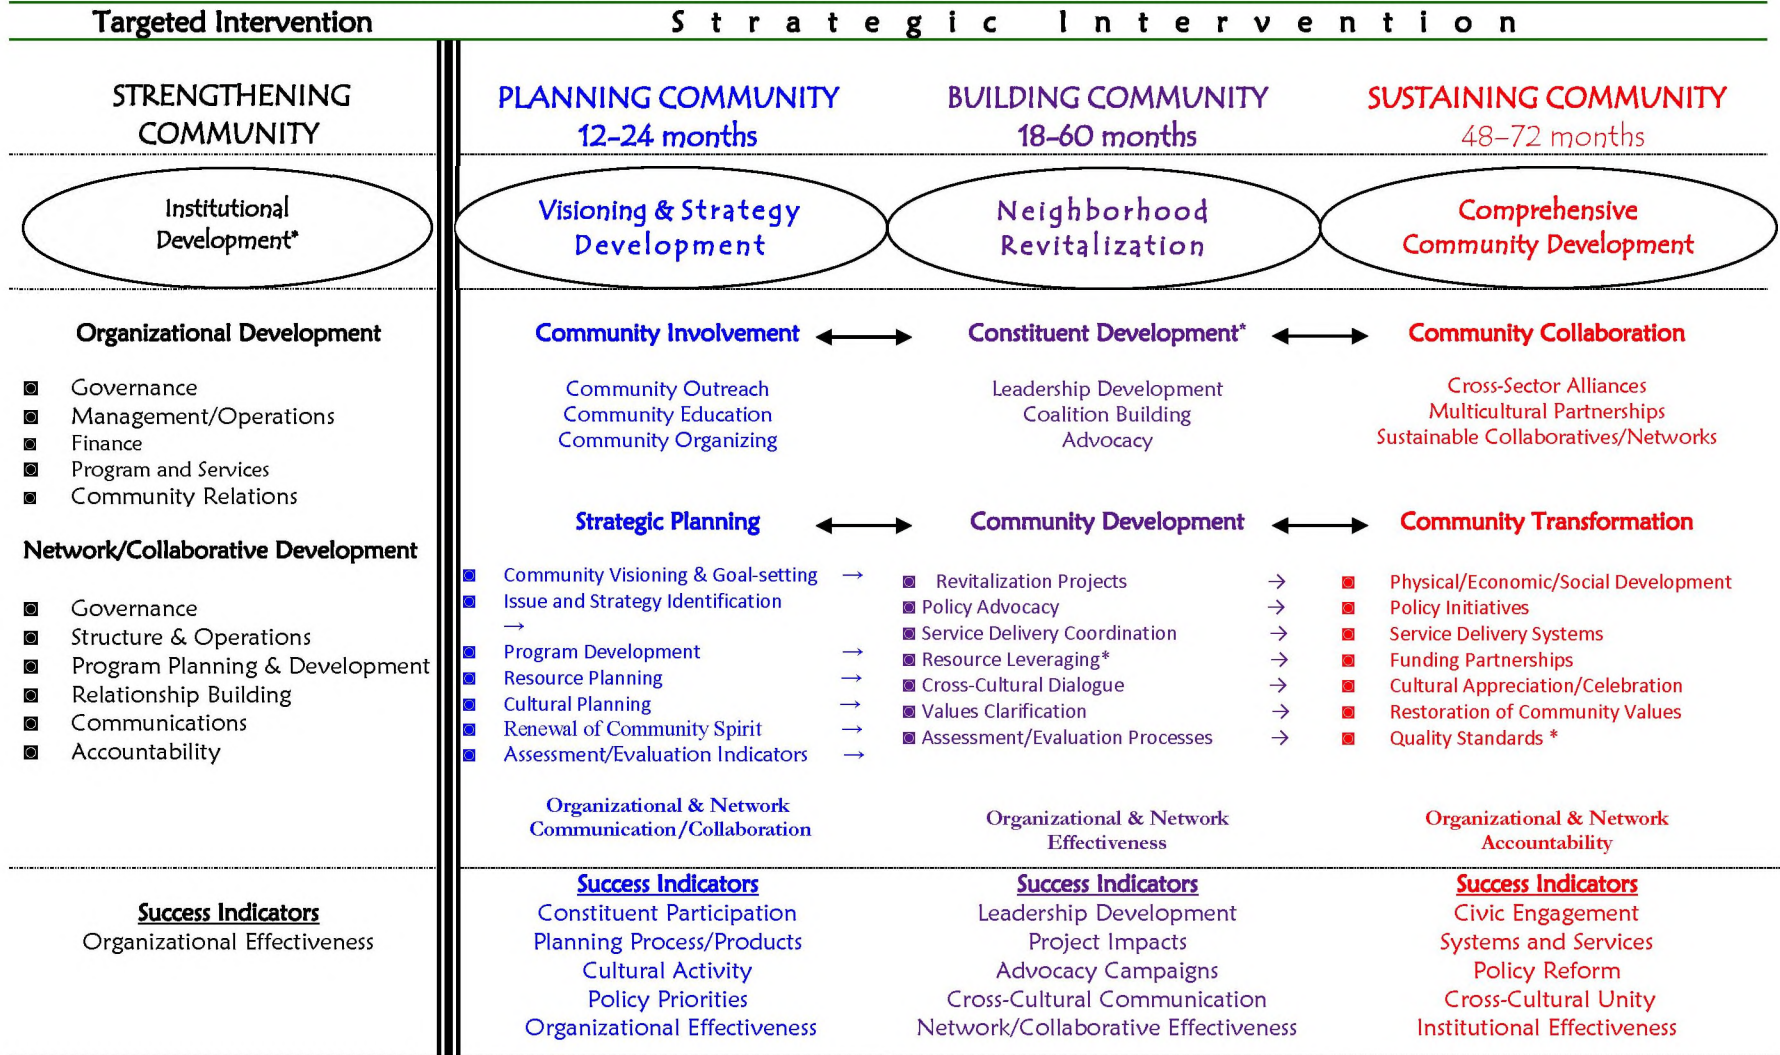 Targeted Intervention
Strategic Intervention
STRENGTHENING
COMMUNITY
PLANNING COMMUNITY
12–24 months
BUILDING COMMUNITY
18–60 months
SUSTAINING COMMUNITY
48–72 months
Institutional
Development*
Visioning & Strategy
Development
Neighborhood
Revitalization
Comprehensive
Community Development
Organizational Development
◙ Governance
◙ Management/Operations
◙ Finance
◙ Program and Services
◙ Community Relations
Network/Collaborative Development
◙ Governance
◙ Structure & Operations
◙ Program Planning & Development
◙ Relationship Building
◙ Communications
◙ Accountability
Community Involvement
Community Outreach
Community Education
Community Organizing
Strategic Planning
◙ Community Visioning & Goal-setting →
◙ Issue and Strategy Identification
→
◙ Program Development →
◙ Resource Planning →
◙ Cultural Planning →
◙ Renewal of Community Spirit →
◙ Assessment/Evaluation Indicators →
Organizational & Network
Communication/Collaboration
Constituent Development*
Leadership Development
Coalition Building
Advocacy
Community Development
◙ Revitalization Projects →
◙ Policy Advocacy →
◙ Service Delivery Coordination →
◙ Resource Leveraging* →
◙ Cross-Cultural Dialogue →
◙ Values Clarification →
◙ Assessment/Evaluation Processes →
Organizational & Network
Effectiveness
Community Collaboration
Cross-Sector Alliances
Multicultural Partnerships
Sustainable Collaboratives/Networks
Community Transformation
◙ Physical/Economic/Social Development
◙ Policy Initiatives
◙ Service Delivery Systems
◙ Funding Partnerships
◙ Cultural Appreciation/Celebration
◙ Restoration of Community Values
◙ Quality Standards *
Organizational & Network
Accountability
Success Indicators
Organizational Effectiveness
Success Indicators
Constituent Participation
Planning Process/Products
Cultural Activity
Policy Priorities
Organizational Effectiveness
Success Indicators
Leadership Development
Project Impacts
Advocacy Campaigns
Cross-Cultural Communication
Network/Collaborative Effectiveness
Success Indicators
Civic Engagement
Systems and Services
Policy Reform
Cross-Cultural Unity
Institutional Effectiveness